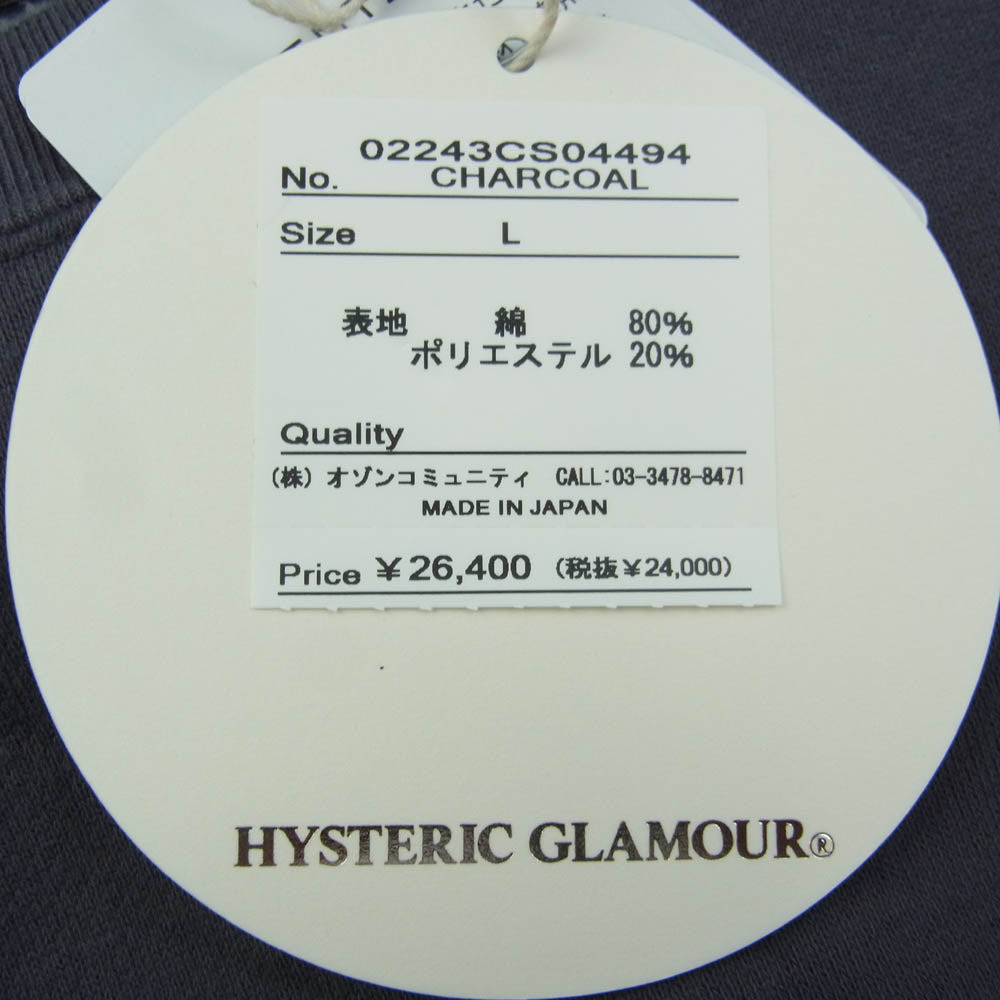 02243CS04494
No. CHARCOAL
Size L
表地 綿 80%
ポリエステル 20%
Quality
(株) オゾンコミュニティ CALL:03-3478-8471
MADE IN JAPAN
Price ¥26,400 (税抜¥24,000)
HYSTERIC GLAMOUR®